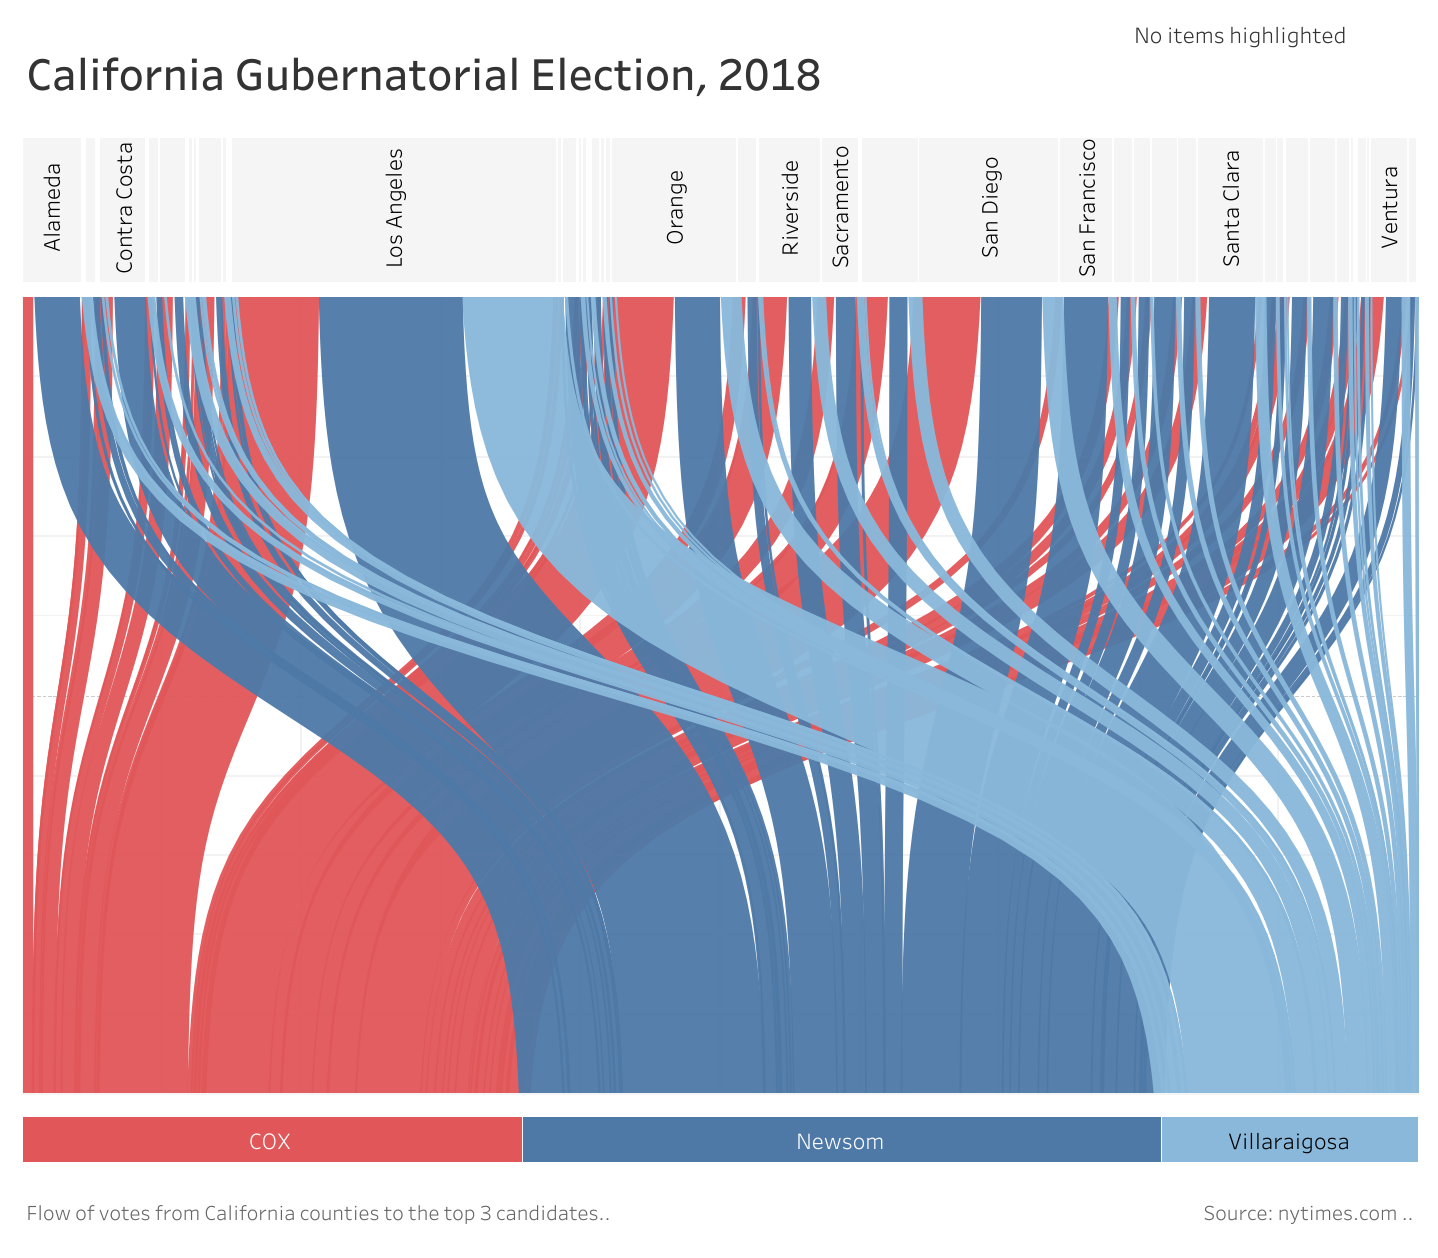 No items highlighted
California Gubernatorial Election, 2018
Alameda
Contra Costa
Los Angeles
Orange
Riverside
Sacramento
San Diego
San Francisco
Santa Clara
Ventura
COX
Newsom
Villaraigosa
Flow of votes from California counties to the top 3 candidates..
Source: nytimes.com ..